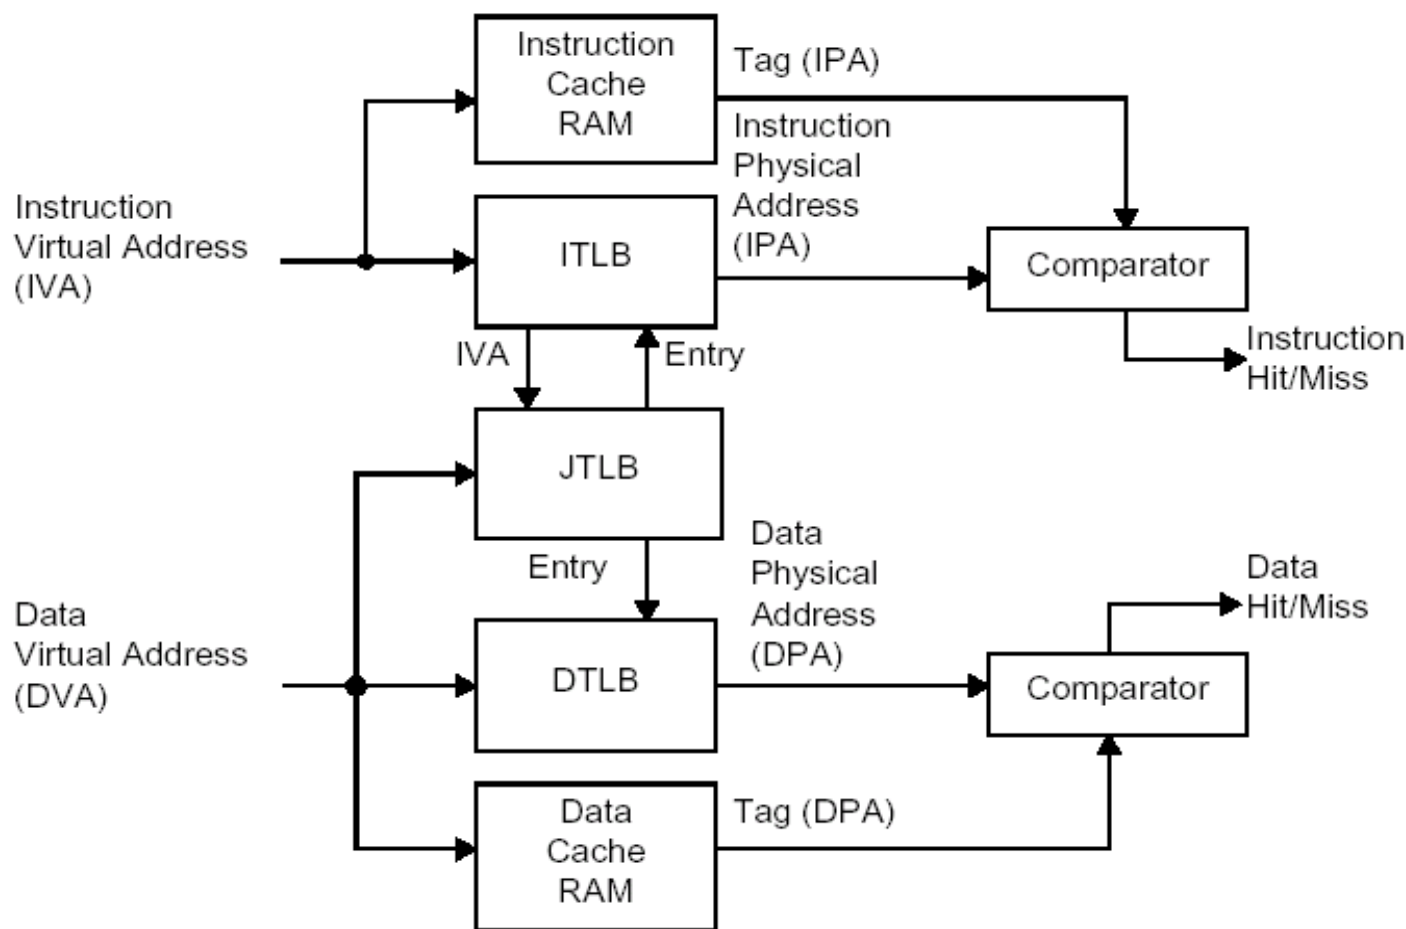 Instruction
Cache
RAM
Tag (IPA)
Instruction
Physical
Address
(IPA)
Instruction
Virtual Address
(IVA)
ITLB
Comparator
IVA
Entry
Instruction
Hit/Miss
JTLB
Entry
Data
Physical
Address
(DPA)
Data
Hit/Miss
Data
Virtual Address
(DVA)
DTLB
Comparator
Data
Cache
RAM
Tag (DPA)